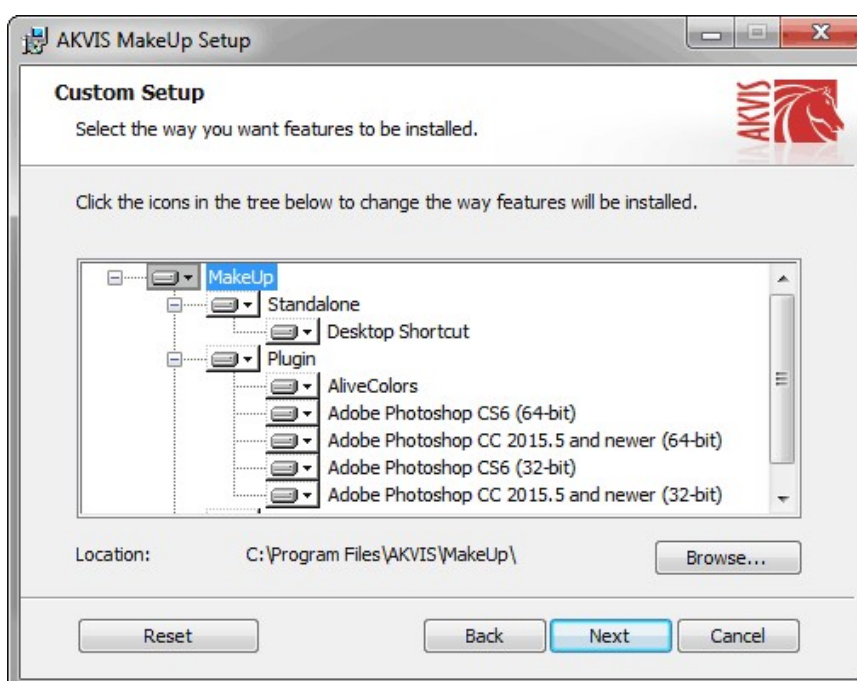 AKVIS MakeUp Setup
Custom Setup
Select the way you want features to be installed.
AKVIS
Click the icons in the tree below to change the way features will be installed.
MakeUp
Standalone
Desktop Shortcut
Plugin
AliveColors
Adobe Photoshop CS6 (64-bit)
Adobe Photoshop CC 2015.5 and newer (64-bit)
Adobe Photoshop CS6 (32-bit)
Adobe Photoshop CC 2015.5 and newer (32-bit)
Location: C:\Program Files\AKVIS\MakeUp\ Browse...
Reset Back Next Cancel